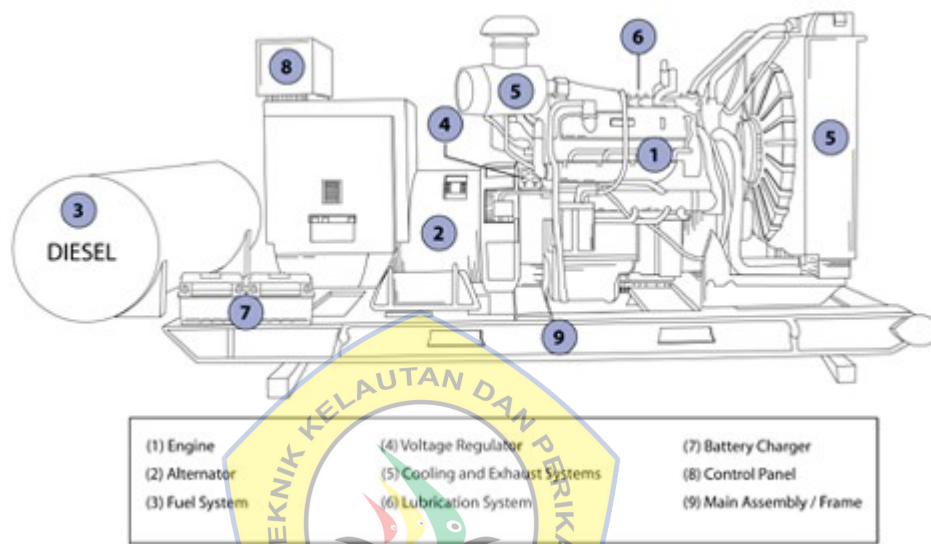 8
6
5
4
1
5
3
DIESEL
2
7
9
(1) Engine (4) Voltage Regulator (7) Battery Charger
(2) Alternator (5) Cooling and Exhaust Systems (8) Control Panel
(3) Fuel System (6) Lubrication System (9) Main Assembly / Frame
KELAUTAN DAN